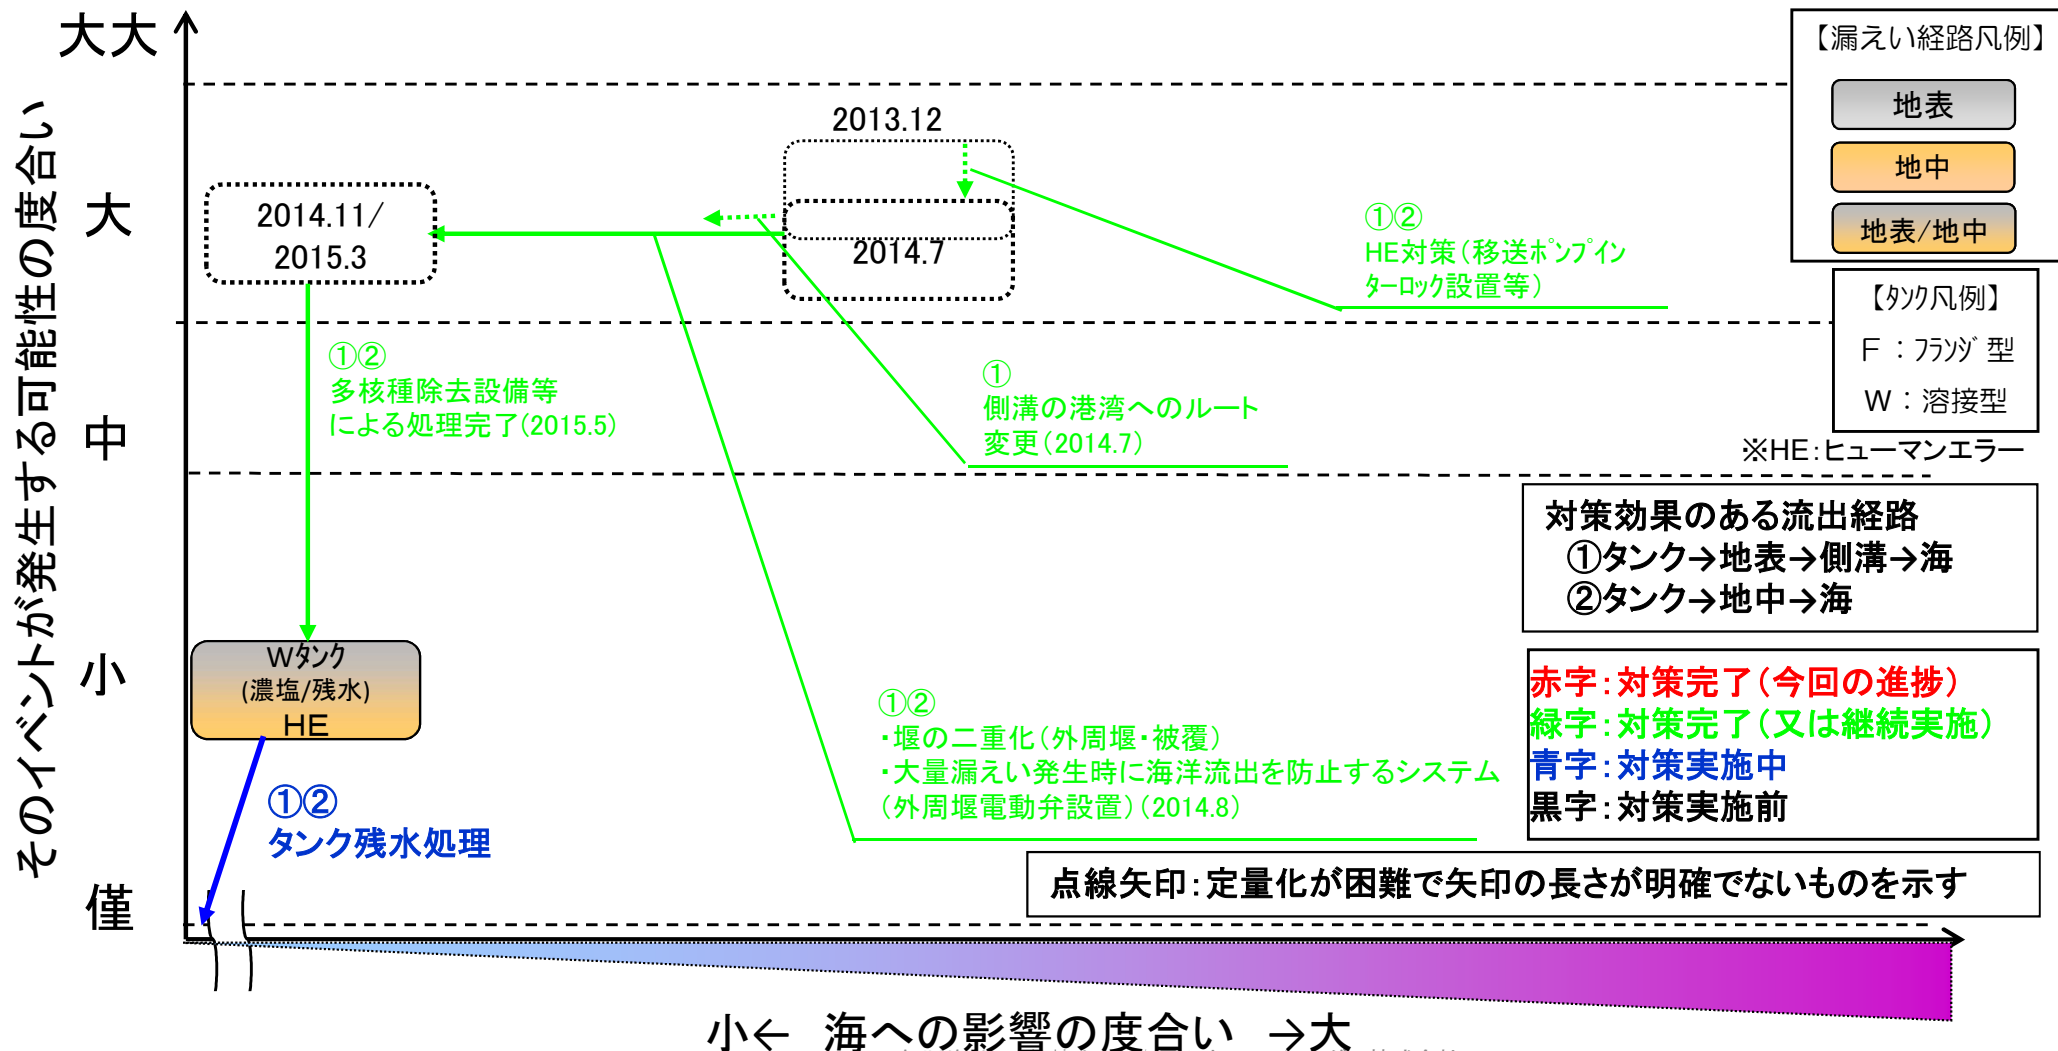 大大
大
中
小
僅
そのイベントが発生する可能性の度合い
2013.12
2014.7
2014.11/
2015.3
①②
HE対策（移送ﾎﾟﾝﾌﾟｲﾝ
ﾀｰﾛｯｸ設置等）
①②
多核種除去設備等
による処理完了(2015.5)
①
側溝の港湾へのルート
変更(2014.7)
①②
・堰の二重化（外周堰・被覆）
・大量漏えい発生時に海洋流出を防止するシステム
（外周堰電動弁設置）(2014.8)
Wﾀﾝｸ
(濃塩/残水)
HE
①②
タンク残水処理
【漏えい経路凡例】
地表
地中
地表/地中
【ﾀﾝｸ凡例】
F：ﾌﾗﾝｼﾞ型
W：溶接型
※HE：ヒューマンエラー
対策効果のある流出経路
①タンク→地表→側溝→海
②タンク→地中→海
赤字：対策完了（今回の進捗）
緑字：対策完了（又は継続実施）
青字：対策実施中
黒字：対策実施前
点線矢印：定量化が困難で矢印の長さが明確でないものを示す
小← 海への影響の度合い →大